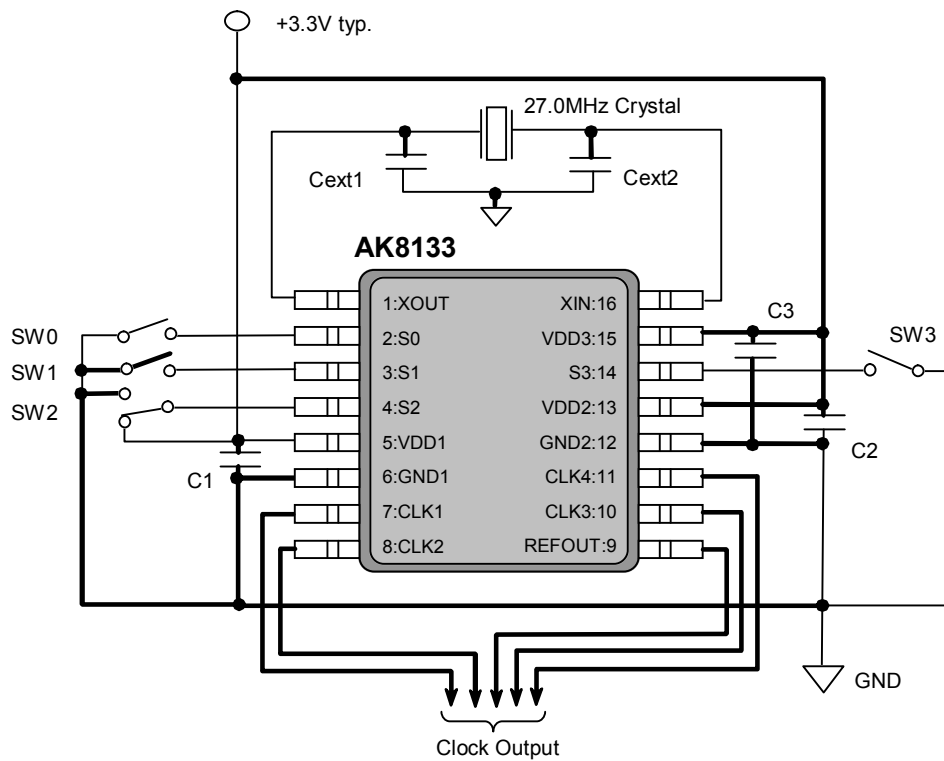 +3.3V typ.
27.0MHz Crystal
Cext1
Cext2
AK8133
1:XOUT
XIN:16
C3
SW0
2:S0
VDD3:15
SW3
SW1
3:S1
S3:14
SW2
4:S2
VDD2:13
5:VDD1
GND2:12
C2
C1
6:GND1
CLK4:11
7:CLK1
CLK3:10
8:CLK2
REFOUT:9
GND
Clock Output